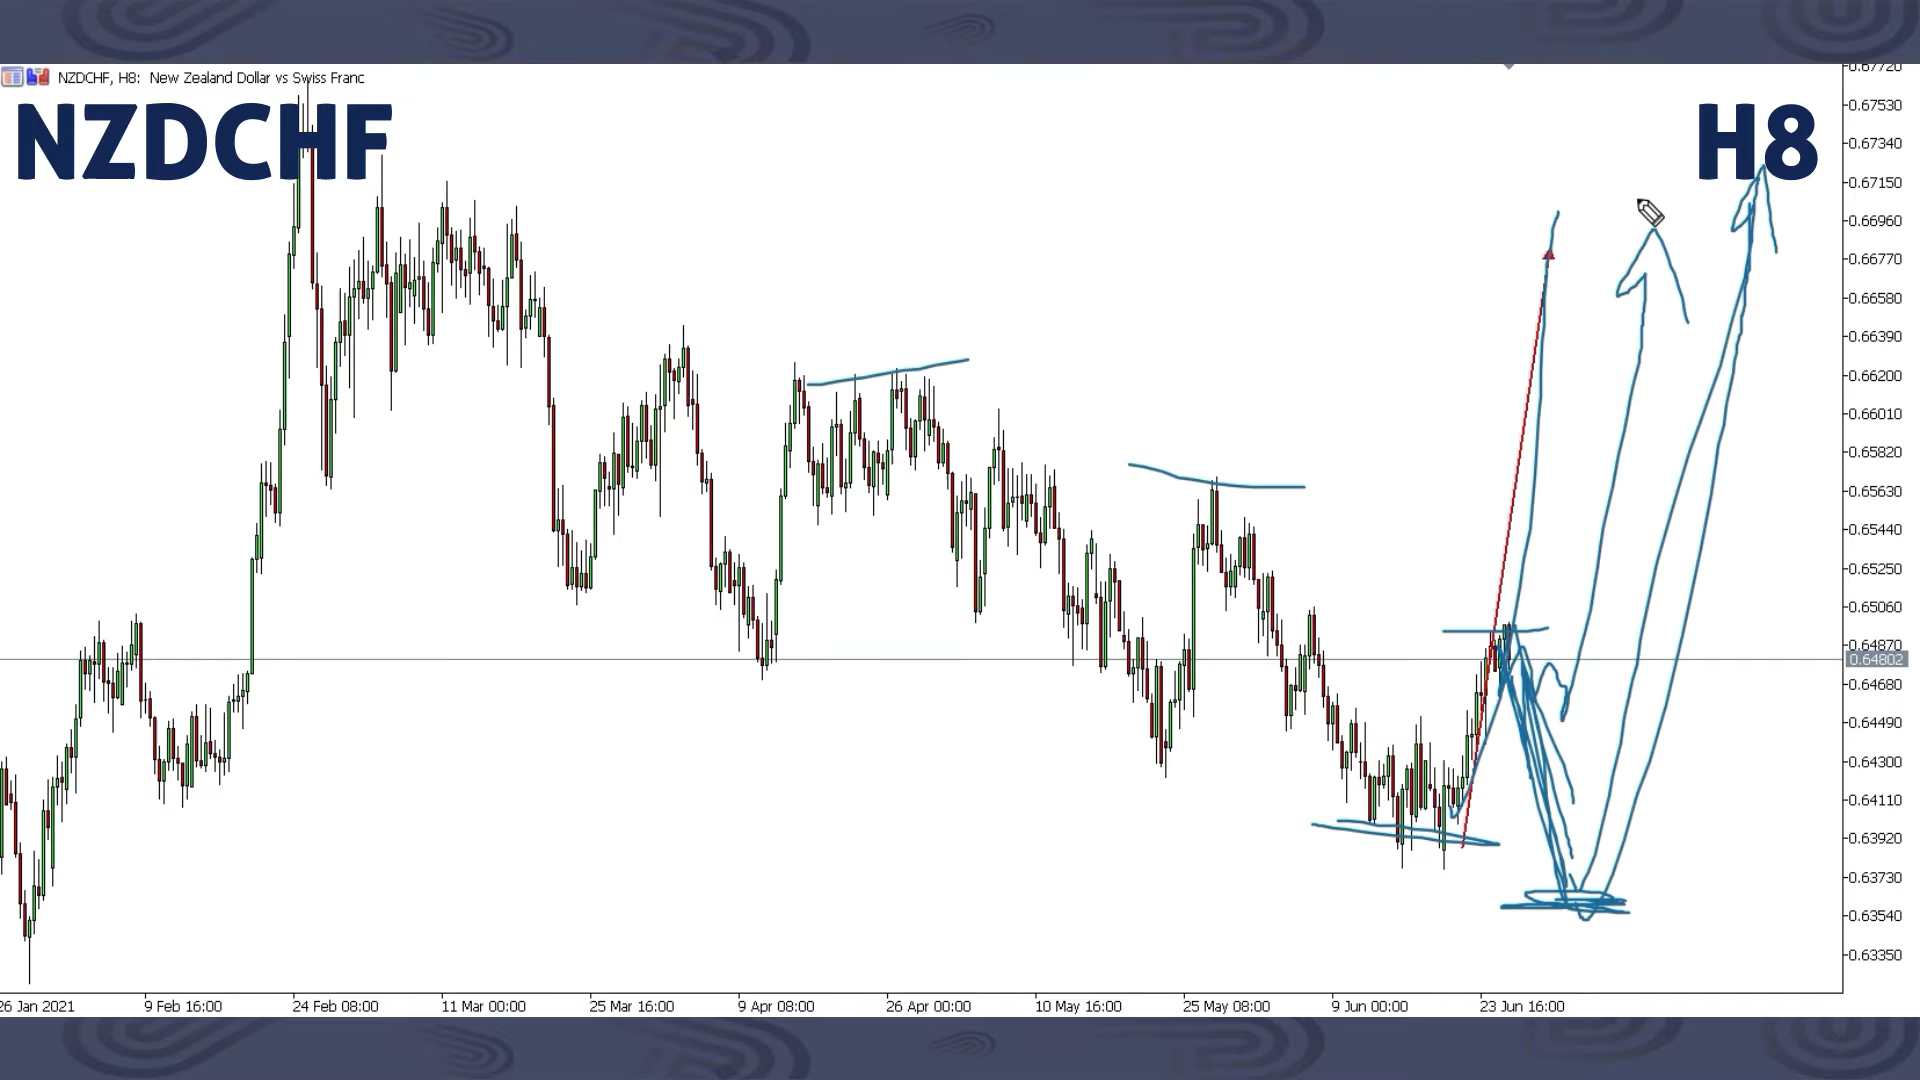 NZDCHF, H8: New Zealand Dollar vs Swiss Franc
NZDCHF
H8
0.67720
0.67530
0.67340
0.67150
0.66960
0.66770
0.66580
0.66390
0.66200
0.66010
0.65820
0.65630
0.65440
0.65250
0.65060
0.64870
0.64802
0.64680
0.64490
0.64300
0.64110
0.63920
0.63730
0.63540
0.63350
26 Jan 2021
9 Feb 16:00
24 Feb 08:00
11 Mar 00:00
25 Mar 16:00
9 Apr 08:00
26 Apr 00:00
10 May 16:00
25 May 08:00
9 Jun 00:00
23 Jun 16:00